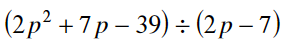 (2p² + 7p − 39) ÷ (2p − 7)